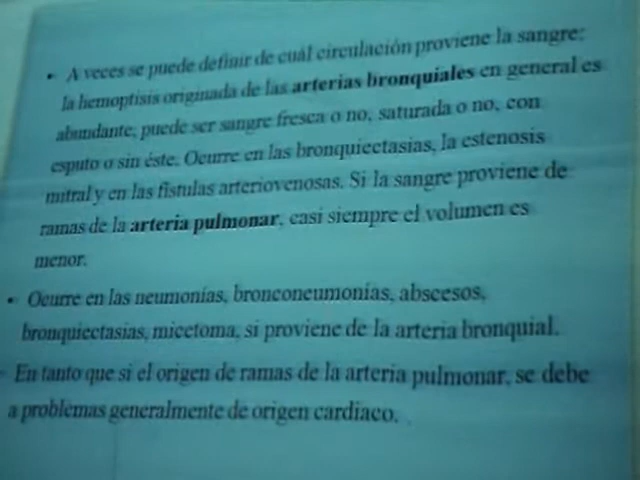 • A veces se puede definir de cuál circulación proviene la sangre:
la hemoptisis originada de las arterias bronquiales en general es
abundante, puede ser sangre fresca o no, saturada o no, con
esputo o sin éste. Ocurre en las bronquiectasias, la estenosis
mitral y en las fístulas arteriovenosas. Si la sangre proviene de
ramas de la arteria pulmonar, casi siempre el volumen es
menor.
• Ocurre en las neumonías, bronconeumonías, abscesos,
bronquiectasias, micetoma, si proviene de la arteria bronquial.
• En tanto que si el origen de ramas de la arteria pulmonar, se debe
a problemas generalmente de origen cardiaco.